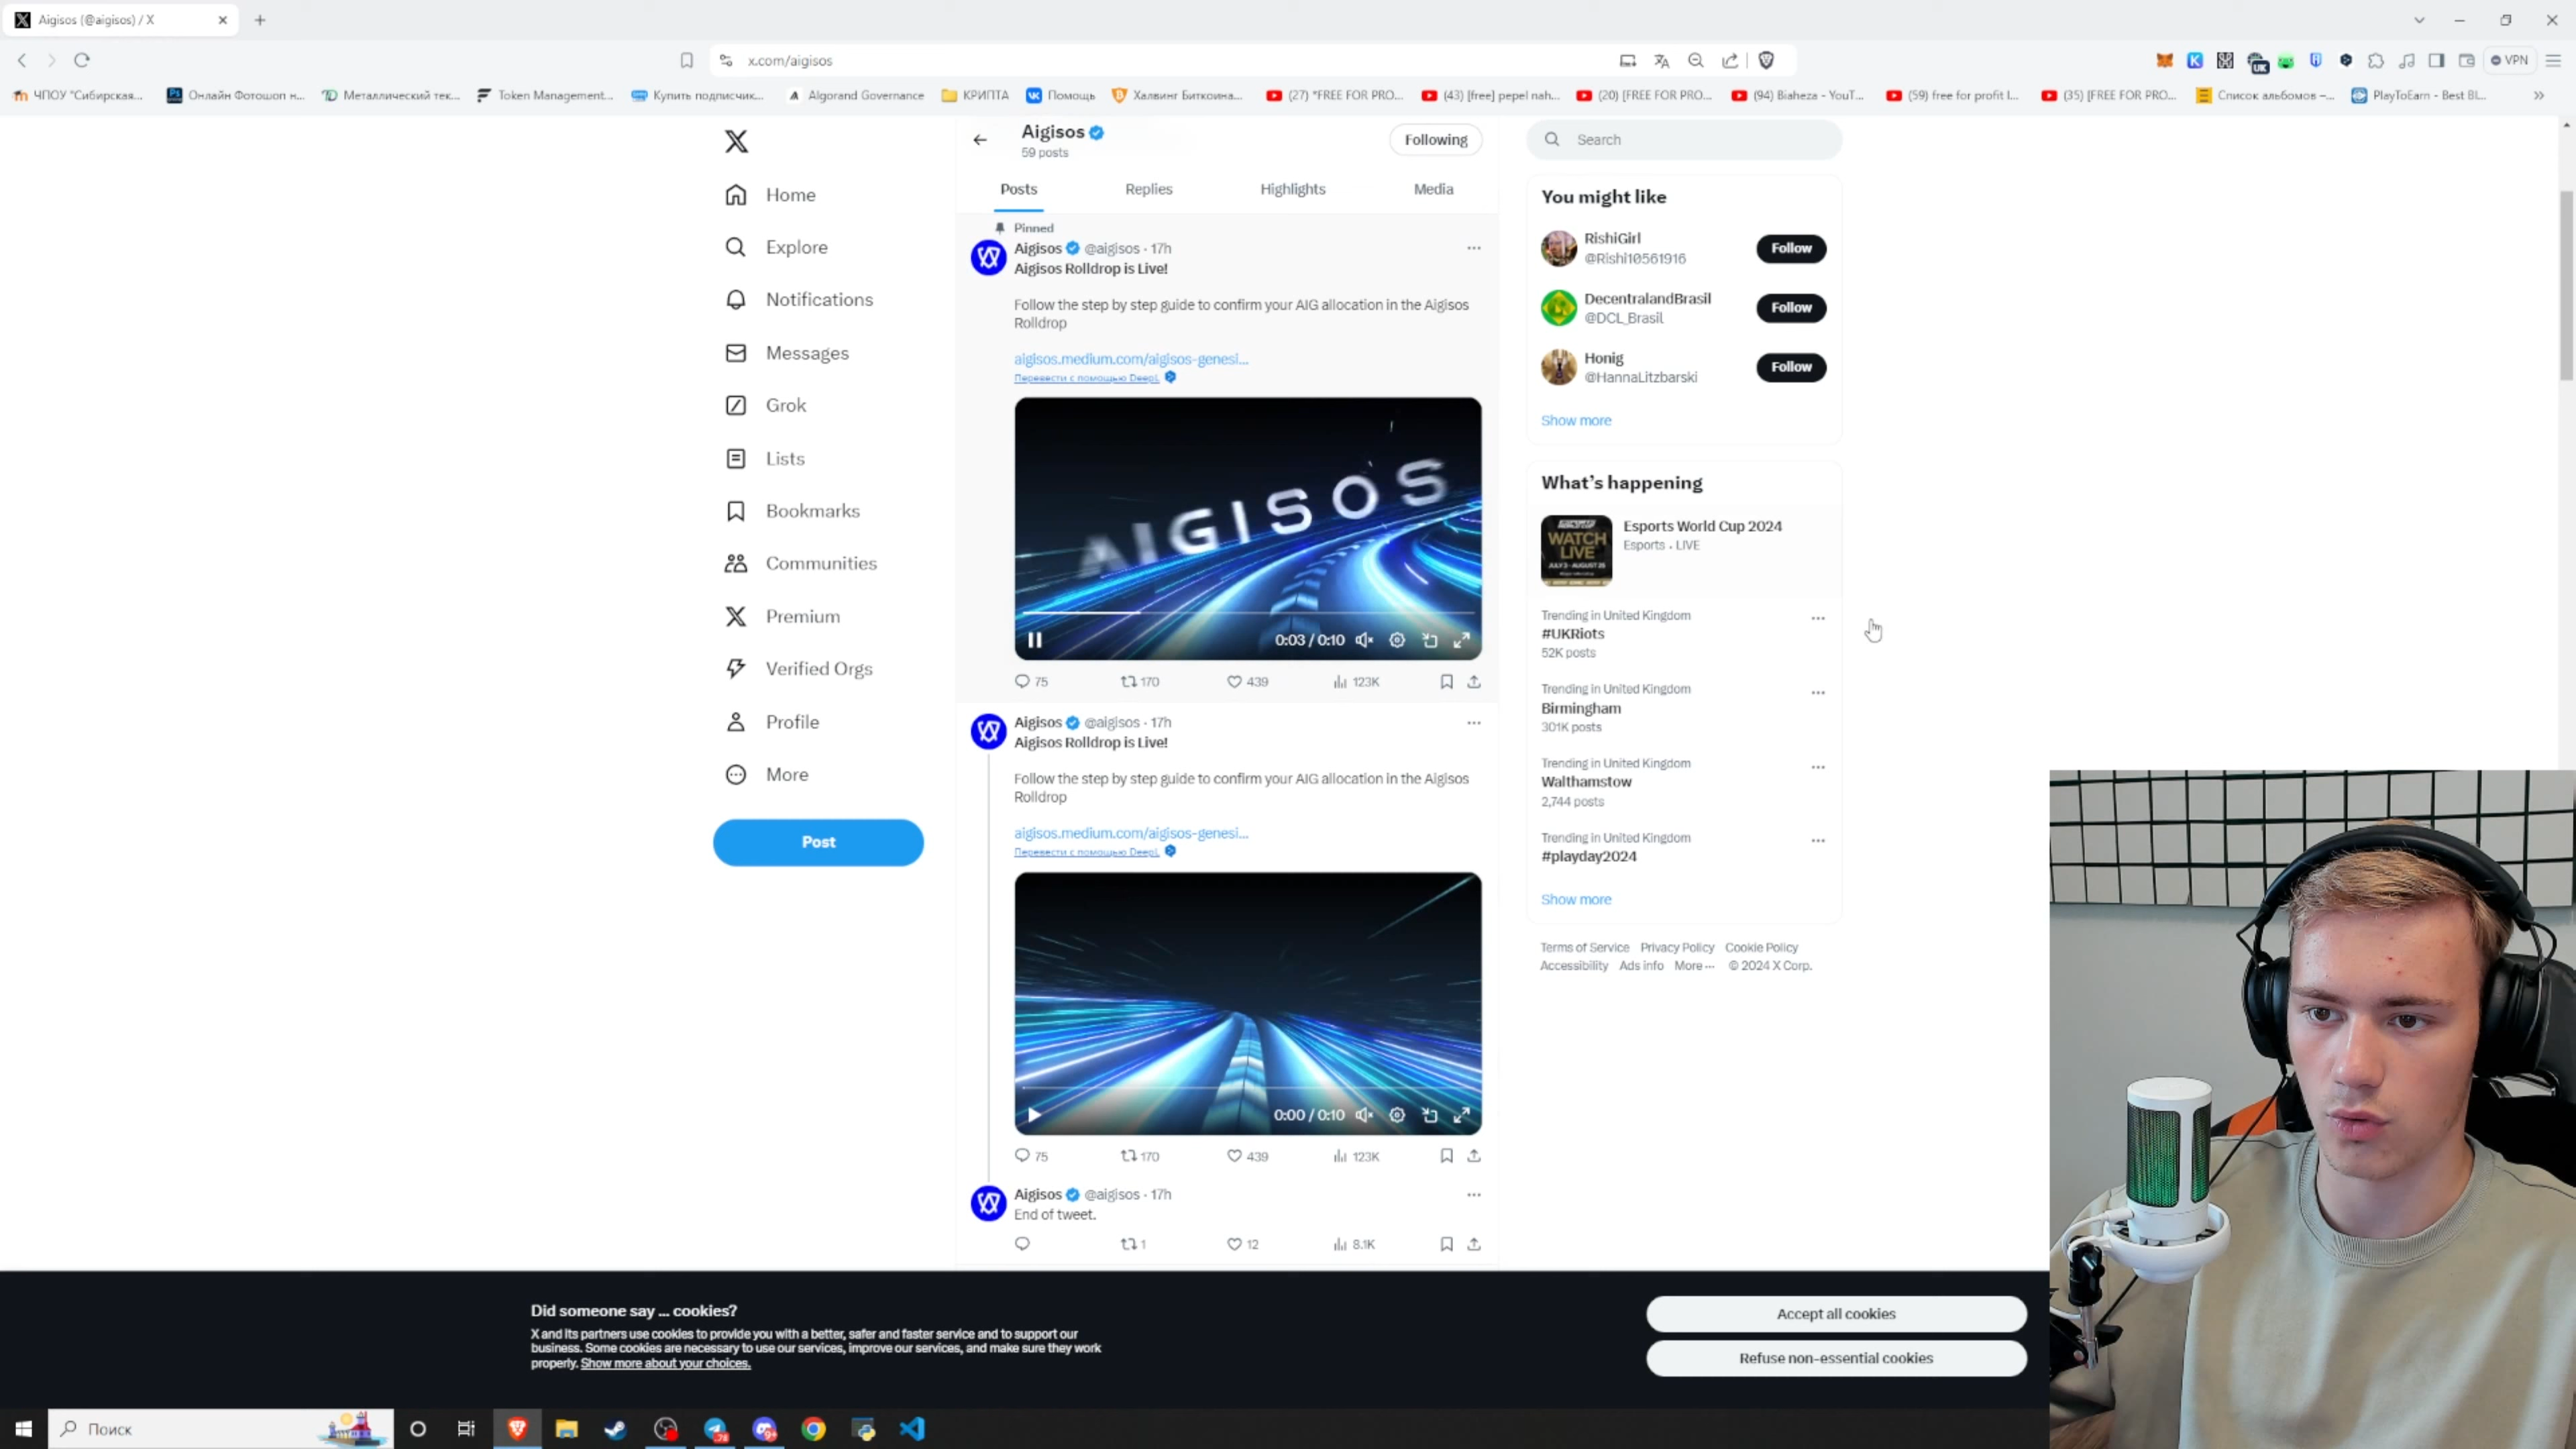 Aigisos (@aigisos) / X
x.com/aigisos
VPN
ЧПОУ "Сибирская...
Онлайн Фотошоп н...
Металлический тек...
Token Management...
Купить подписчик...
Algorand Governance
КРИПТА
Помощь
Халвинг Биткоина...
(27) *FREE FOR PRO...
(43) [free] pepel nah...
(20) [FREE FOR PRO...
(94) Biaheza - YouT...
(59) free for profit l...
(35) [FREE FOR PRO...
Список альбомов –...
PlayToEarn - Best Bl...
Home
Explore
Notifications
Messages
Grok
Lists
Bookmarks
Communities
Premium
Verified Orgs
Profile
More
Post
Aigisos
59 posts
Following
Posts
Replies
Highlights
Media
Pinned
Aigisos @aigisos · 17h
Aigisos Rolldrop is Live!
Follow the step by step guide to confirm your AIG allocation in the Aigisos
Rolldrop
aigisos.medium.com/aigisos-genesi...
Перевести с помощью DeepL
AIGISOS
0:03 / 0:10
75
170
439
123K
Aigisos @aigisos · 17h
Aigisos Rolldrop is Live!
Follow the step by step guide to confirm your AIG allocation in the Aigisos
Rolldrop
aigisos.medium.com/aigisos-genesi...
Перевести с помощью DeepL
0:00 / 0:10
75
170
439
123K
Aigisos @aigisos · 17h
End of tweet.
1
12
8.1K
Search
You might like
RishiGirl
@Rishi10561916
Follow
DecentralandBrasil
@DCL_Brasil
Follow
Honig
@HannaLitzbarski
Follow
Show more
What's happening
WATCH
LIVE
JULY 3 - AUGUST 25
Esports World Cup 2024
Esports · LIVE
Trending in United Kingdom
#UKRiots
52K posts
Trending in United Kingdom
Birmingham
301K posts
Trending in United Kingdom
Walthamstow
2,744 posts
Trending in United Kingdom
#playday2024
Show more
Terms of Service Privacy Policy Cookie Policy
Accessibility Ads info More ··· © 2024 X Corp.
Did someone say … cookies?
X and its partners use cookies to provide you with a better, safer and faster service and to support our
business. Some cookies are necessary to use our services, improve our services, and make sure they work
properly. Show more about your choices.
Accept all cookies
Refuse non-essential cookies
Поиск